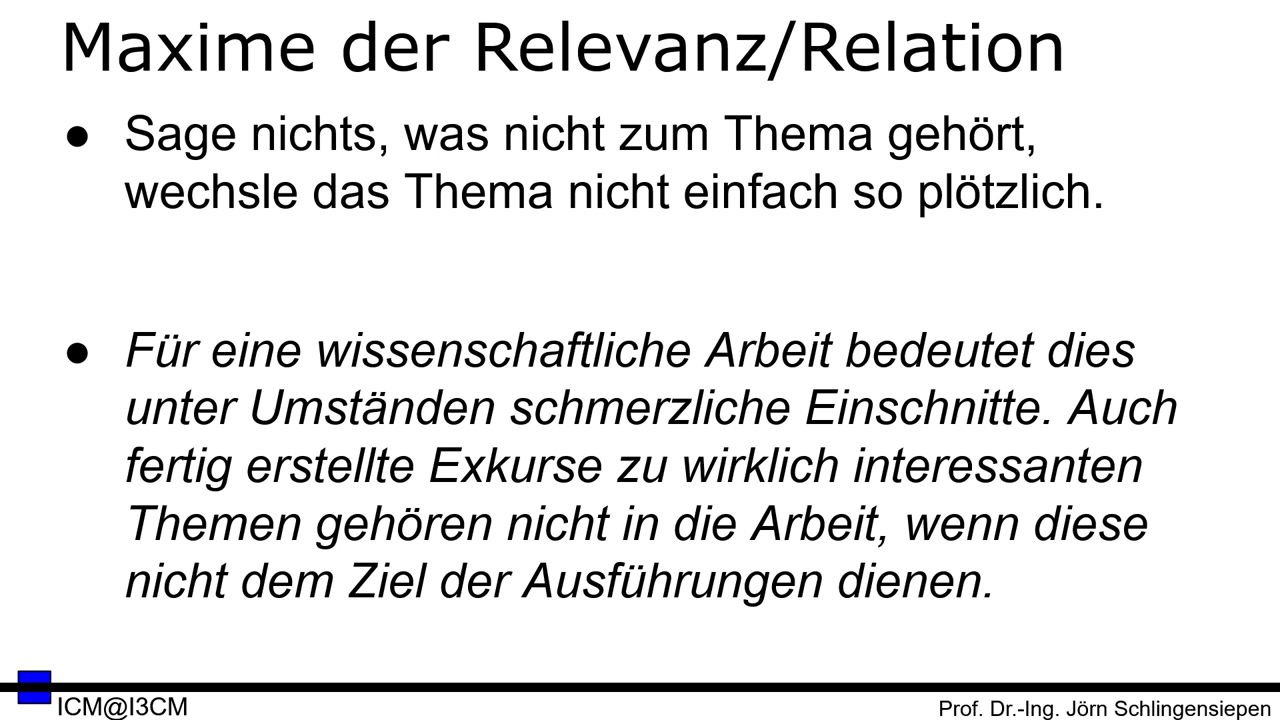 Maxime der Relevanz/Relation
● Sage nichts, was nicht zum Thema gehört,
wechsle das Thema nicht einfach so plötzlich.
● Für eine wissenschaftliche Arbeit bedeutet dies
unter Umständen schmerzliche Einschnitte. Auch
fertig erstellte Exkurse zu wirklich interessanten
Themen gehören nicht in die Arbeit, wenn diese
nicht dem Ziel der Ausführungen dienen.
ICM@I3CM
Prof. Dr.-Ing. Jörn Schlingensiepen